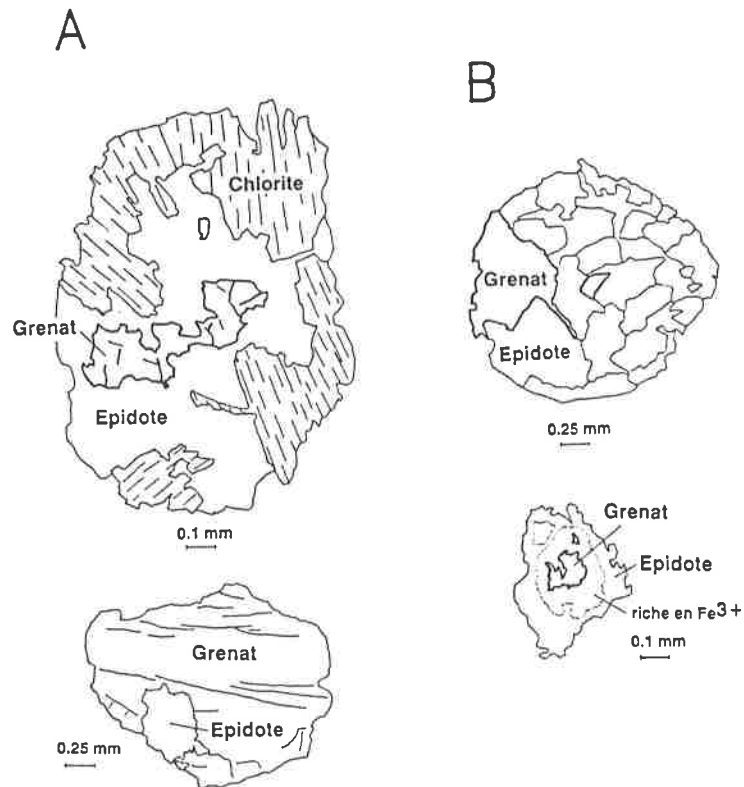 A
Chlorite
Grenat
Epidote
0.1 mm
Grenat
Epidote
0.25 mm
B
Grenat
Epidote
0.25 mm
Grenat
Epidote
riche en Fe3+
0.1 mm